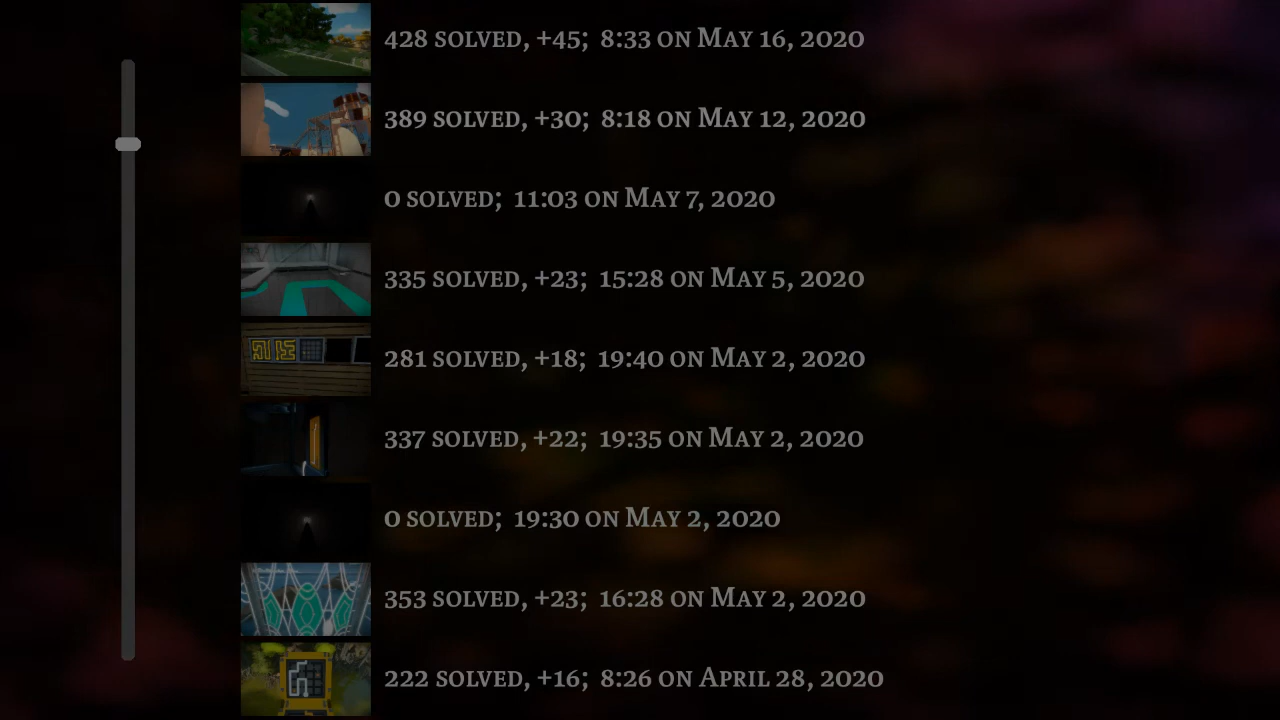 428 solved, +45; 8:33 on May 16, 2020
389 solved, +30; 8:18 on May 12, 2020
0 solved; 11:03 on May 7, 2020
335 solved, +23; 15:28 on May 5, 2020
281 solved, +18; 19:40 on May 2, 2020
337 solved, +22; 19:35 on May 2, 2020
0 solved; 19:30 on May 2, 2020
353 solved, +23; 16:28 on May 2, 2020
222 solved, +16; 8:26 on April 28, 2020